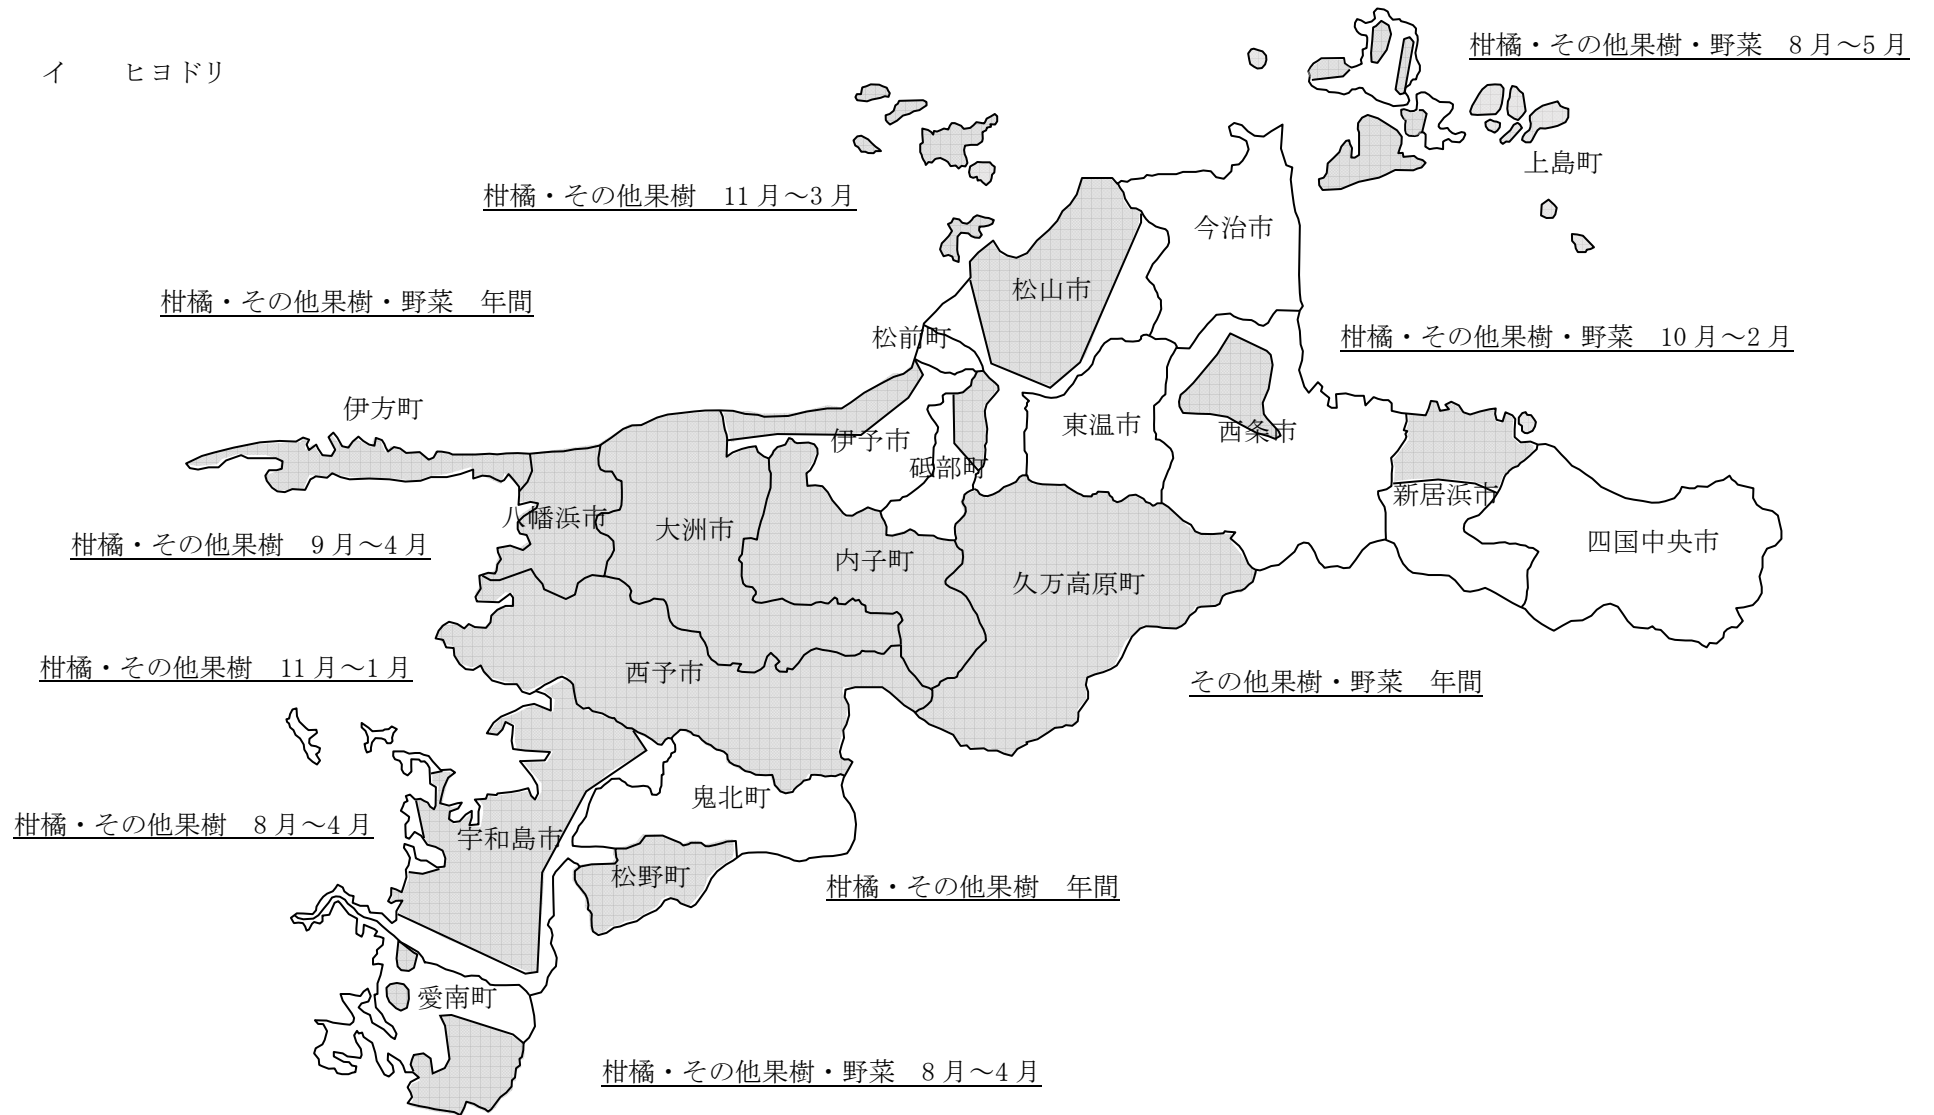 柑橘・その他果樹・野菜　8月～5月
イ　　ヒヨドリ
上島町
柑橘・その他果樹　11月～3月
今治市
松山市
柑橘・その他果樹・野菜　年間
松前町
柑橘・その他果樹・野菜　10月～2月
伊方町
伊予市
東温市
西条市
砥部町
新居浜市
八幡浜市
大洲市
四国中央市
柑橘・その他果樹　9月～4月
内子町
久万高原町
柑橘・その他果樹　11月～1月
西予市
その他果樹・野菜　年間
鬼北町
柑橘・その他果樹　8月～4月
宇和島市
松野町
柑橘・その他果樹　年間
愛南町
柑橘・その他果樹・野菜　8月～4月